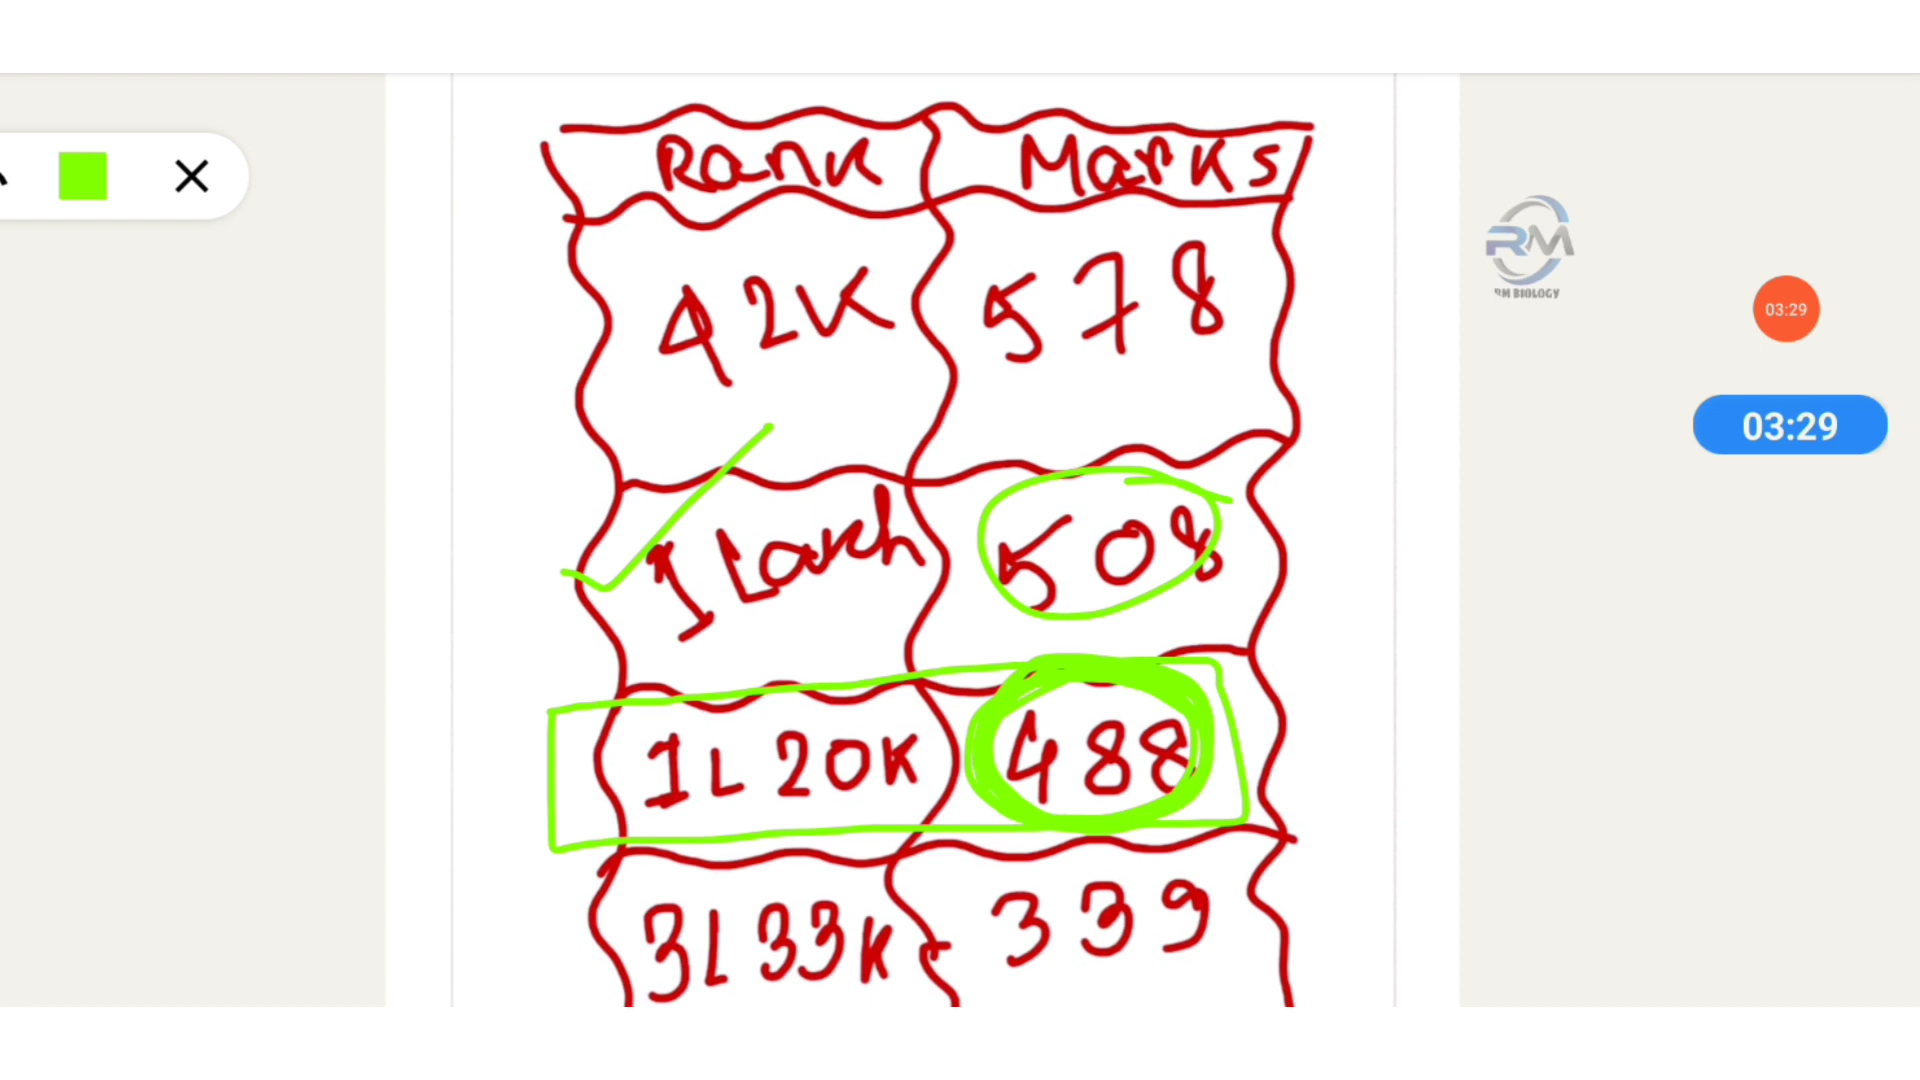 Rank Marks
42K 578
1 Lakh 508
1L 20K 488
3L 33K - 339
RM
RM BIOLOGY
03:29
03:29